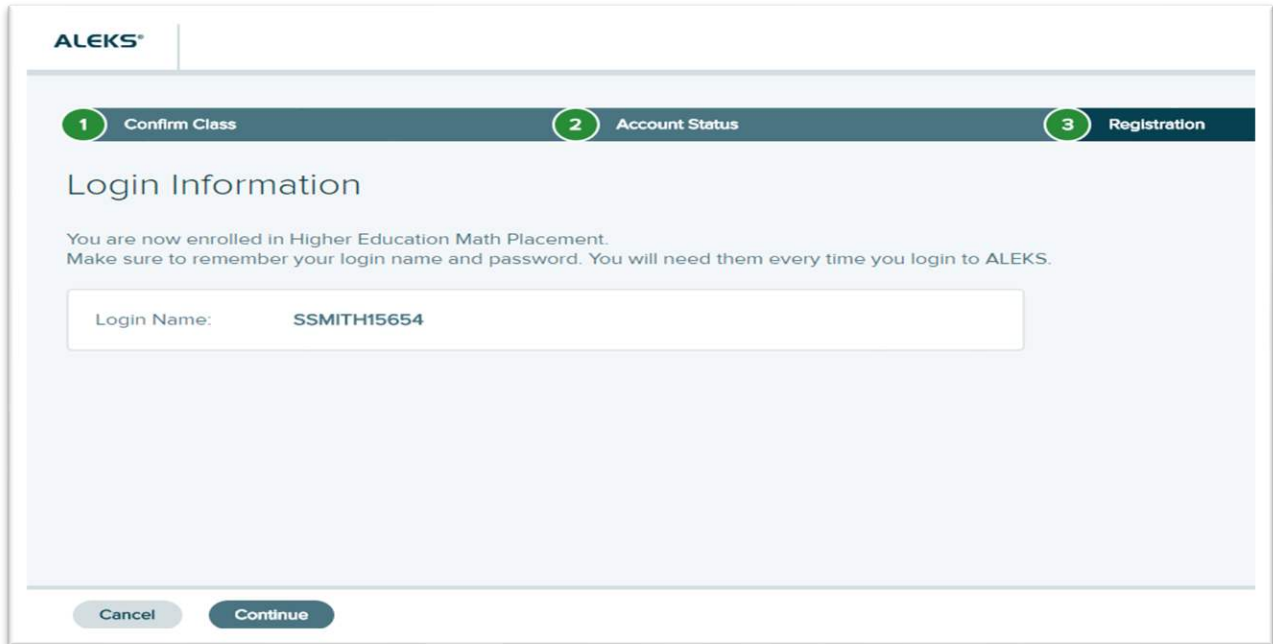 ALEKS®
1 Confirm Class 2 Account Status 3 Registration
Login Information
You are now enrolled in Higher Education Math Placement.
Make sure to remember your login name and password. You will need them every time you login to ALEKS.
Login Name: SSMITH15654
Cancel Continue